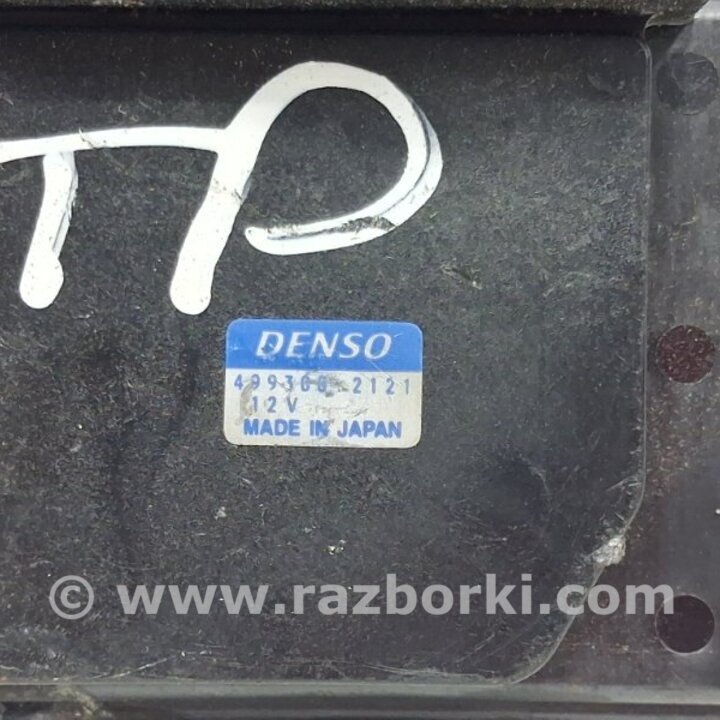 TP
DENSO
499300-2121
12V
MADE IN JAPAN
© www.razborki.com